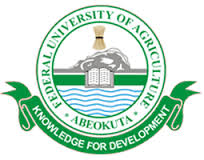 FEDERAL UNIVERSITY OF AGRICULTURE
* ABEOKUTA *
KNOWLEDGE FOR DEVELOPMENT